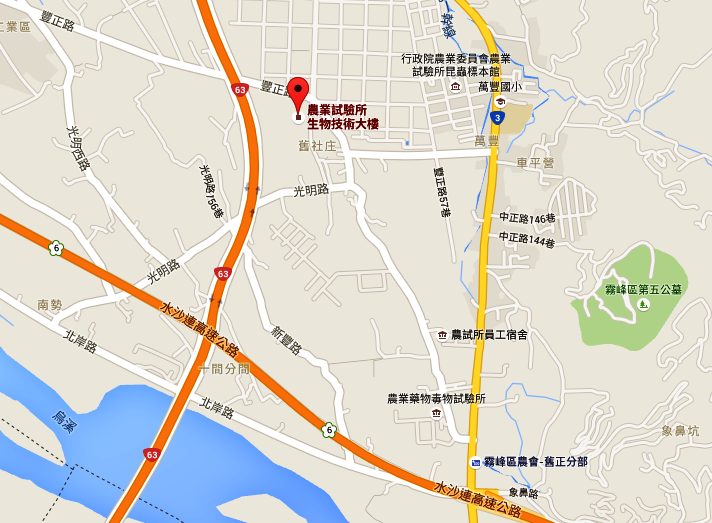 豐正路
工業區
幹線
行政院農業委員會農業
試驗所昆蟲標本館
萬豐國小
63
豐正路
農業試驗所
生物技術大樓
3
舊社庄
萬豐
車平營
光明西路
光明路156巷
光明路
豐正路57巷
中正路146巷
中正路144巷
6
63
光明路
霧峰區第五公墓
南勢
水沙連高速公路
北岸路
新豐路
農試所員工宿舍
十間分間
北岸路
農業藥物毒物試驗所
烏溪
6
象鼻坑
63
霧峰區農會-舊正分部
水沙連高速公路
象鼻路